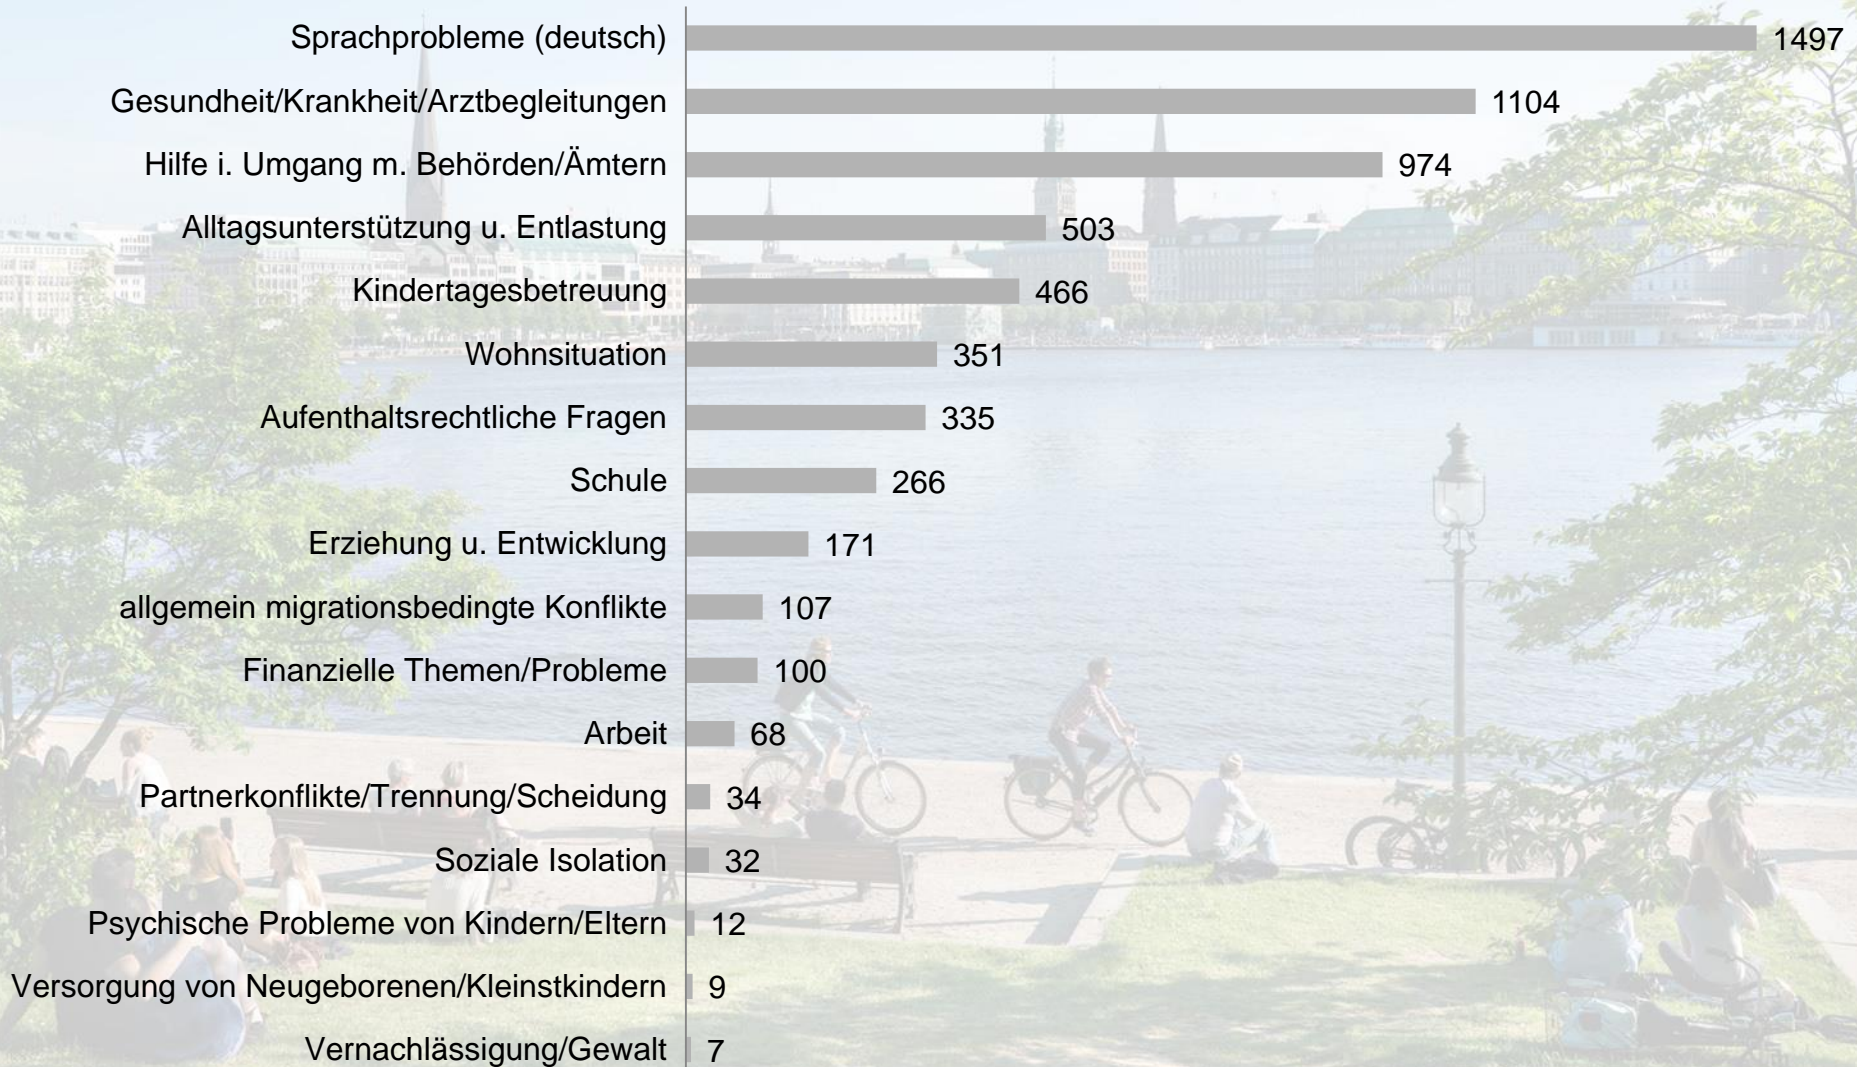 Sprachprobleme (deutsch) 1497
Gesundheit/Krankheit/Arztbegleitungen 1104
Hilfe i. Umgang m. Behörden/Ämtern 974
Alltagsunterstützung u. Entlastung 503
Kindertagesbetreuung 466
Wohnsituation 351
Aufenthaltsrechtliche Fragen 335
Schule 266
Erziehung u. Entwicklung 171
allgemein migrationsbedingte Konflikte 107
Finanzielle Themen/Probleme 100
Arbeit 68
Partnerkonflikte/Trennung/Scheidung 34
Soziale Isolation 32
Psychische Probleme von Kindern/Eltern 12
Versorgung von Neugeborenen/Kleinstkindern 9
Vernachlässigung/Gewalt 7